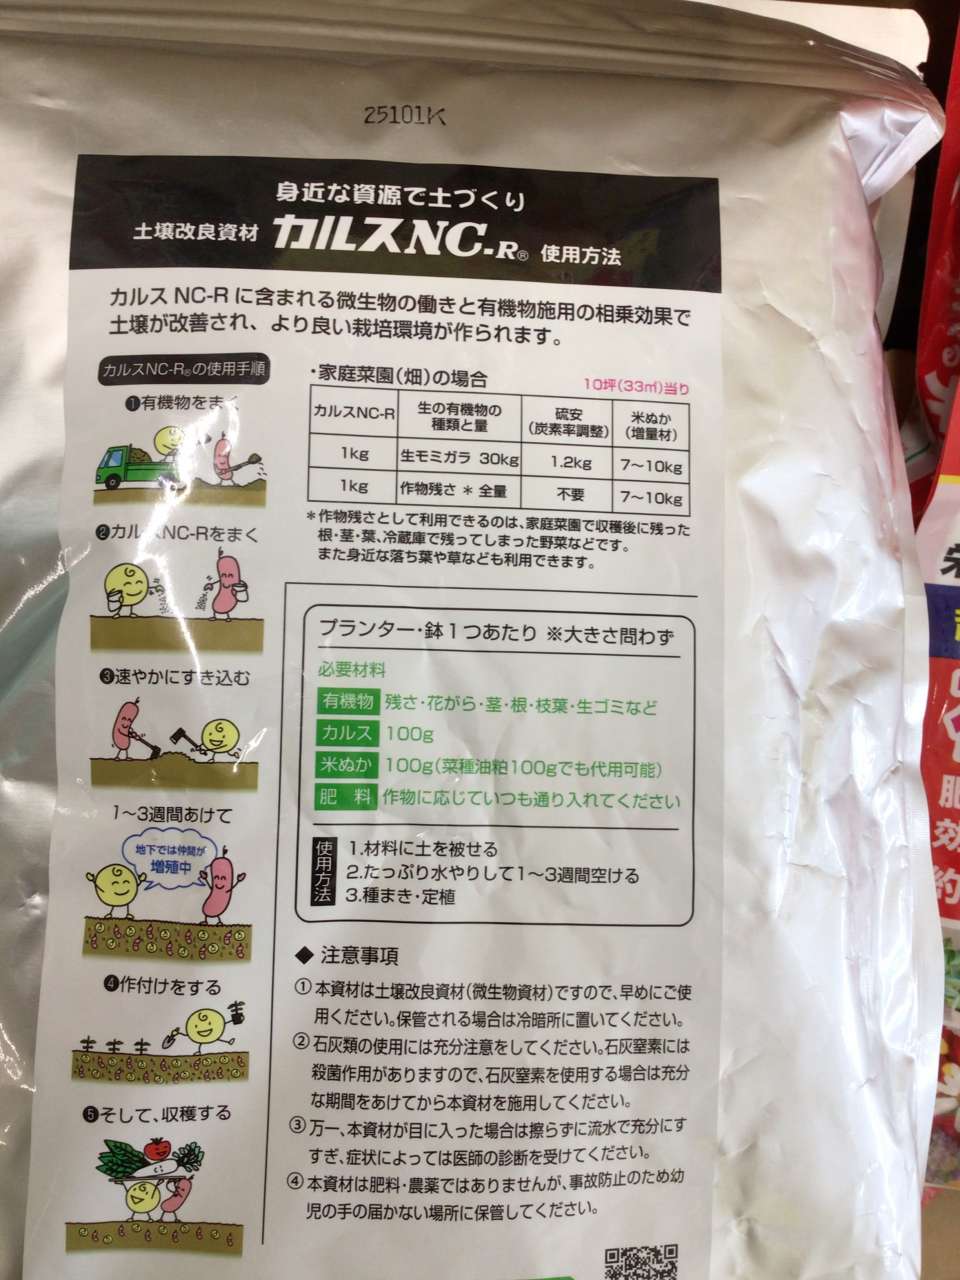 25101K
身近な資源で土づくり
土壌改良資材 カルスNC-R® 使用方法
カルス NC-R に含まれる微生物の働きと有機物施用の相乗効果で
土壌が改善され、より良い栽培環境が作られます。
カルスNC-R®の使用手順
❶有機物をまく
❷カルスNC-Rをまく
❸速やかにすき込む
1～3週間あけて
地下では仲間が
増殖中
❹作付けをする
❺そして、収穫する
・家庭菜園(畑)の場合
10坪(33㎡)当り
カルスNC-R 生の有機物の種類と量 硫安(炭素率調整) 米ぬか(増量材)
1kg 生モミガラ 30kg 1.2kg 7～10kg
1kg 作物残さ＊全量 不要 7～10kg
＊作物残さとして利用できるのは、家庭菜園で収穫後に残った
根・茎・葉、冷蔵庫で残ってしまった野菜などです。
また身近な落ち葉や草なども利用できます。
プランター・鉢1つあたり ※大きさ問わず
必要材料
有機物 残さ・花がら・茎・根・枝葉・生ゴミなど
カルス 100g
米ぬか 100g(菜種油粕100gでも代用可能)
肥料 作物に応じていつも通り入れてください
使用方法
1.材料に土を被せる
2.たっぷり水やりして1～3週間空ける
3.種まき・定植
◆ 注意事項
① 本資材は土壌改良資材(微生物資材)ですので、早めにご使
用ください。保管される場合は冷暗所に置いてください。
② 石灰類の使用には充分注意をしてください。石灰窒素には
殺菌作用がありますので、石灰窒素を使用する場合は充分
な期間をあけてから本資材を施用してください。
③ 万一、本資材が目に入った場合は擦らずに流水で充分にす
すぎ、症状によっては医師の診断を受けてください。
④ 本資材は肥料・農薬ではありませんが、事故防止のため幼
児の手の届かない場所に保管してください。
肥
効
約